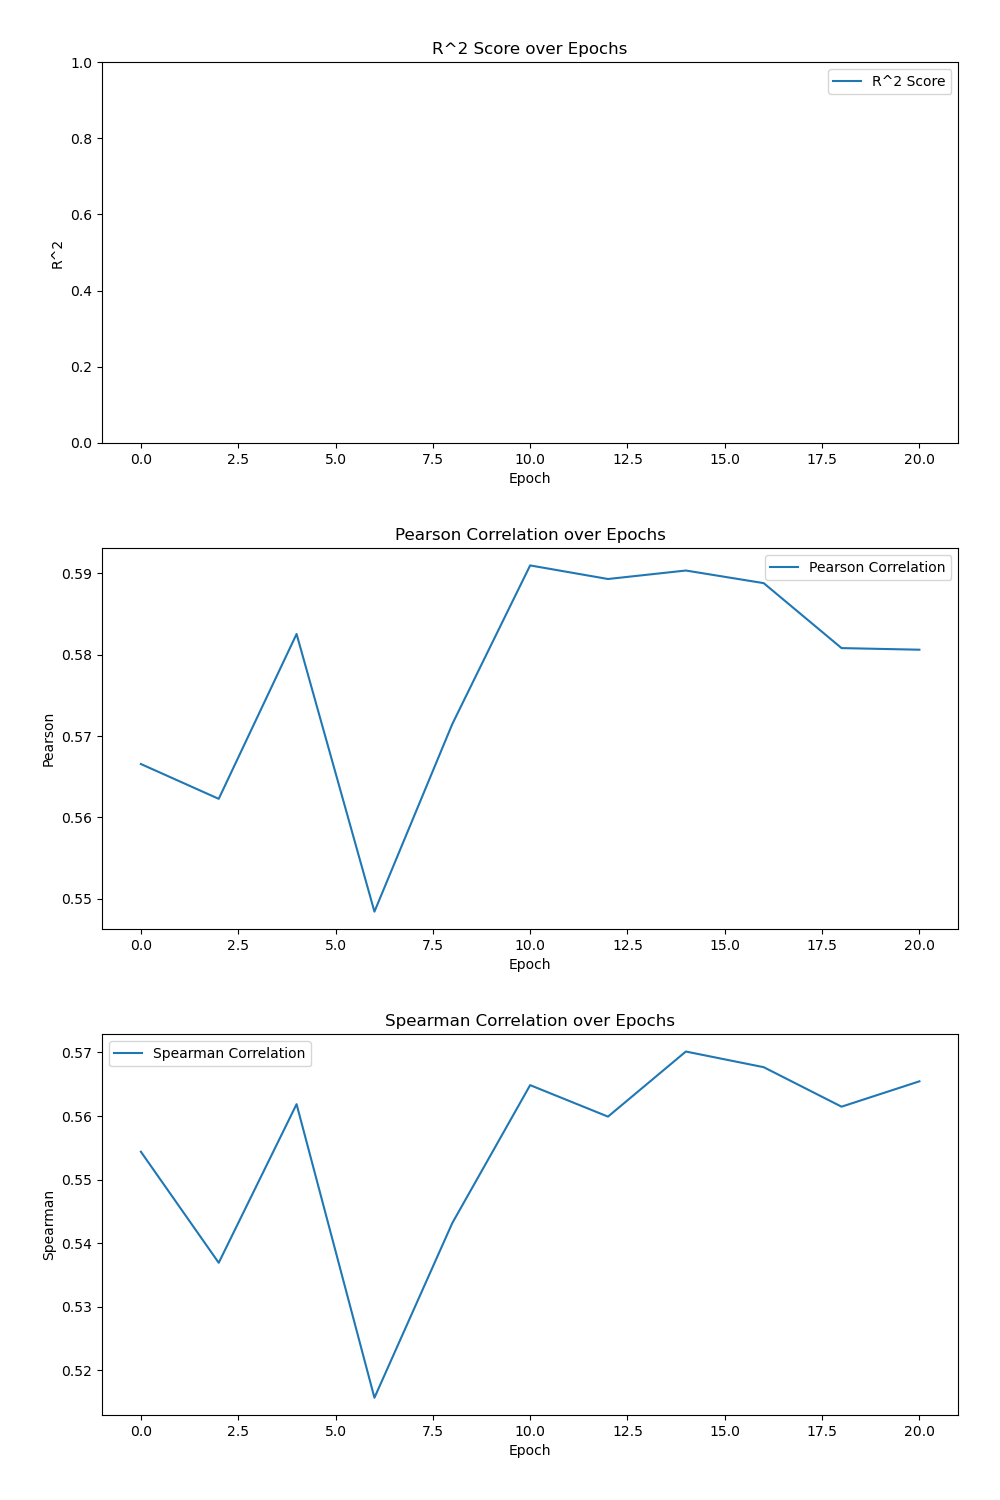 R^2 Score over Epochs
1.0
R^2 Score
0.8
0.6
R^2
0.4
0.2
0.0
0.0 2.5 5.0 7.5 10.0 12.5 15.0 17.5 20.0
Epoch
Pearson Correlation over Epochs
Pearson Correlation
0.59
0.58
0.57
Pearson
0.56
0.55
0.0 2.5 5.0 7.5 10.0 12.5 15.0 17.5 20.0
Epoch
Spearman Correlation over Epochs
Spearman Correlation
0.57
0.56
0.55
Spearman
0.54
0.53
0.52
0.0 2.5 5.0 7.5 10.0 12.5 15.0 17.5 20.0
Epoch